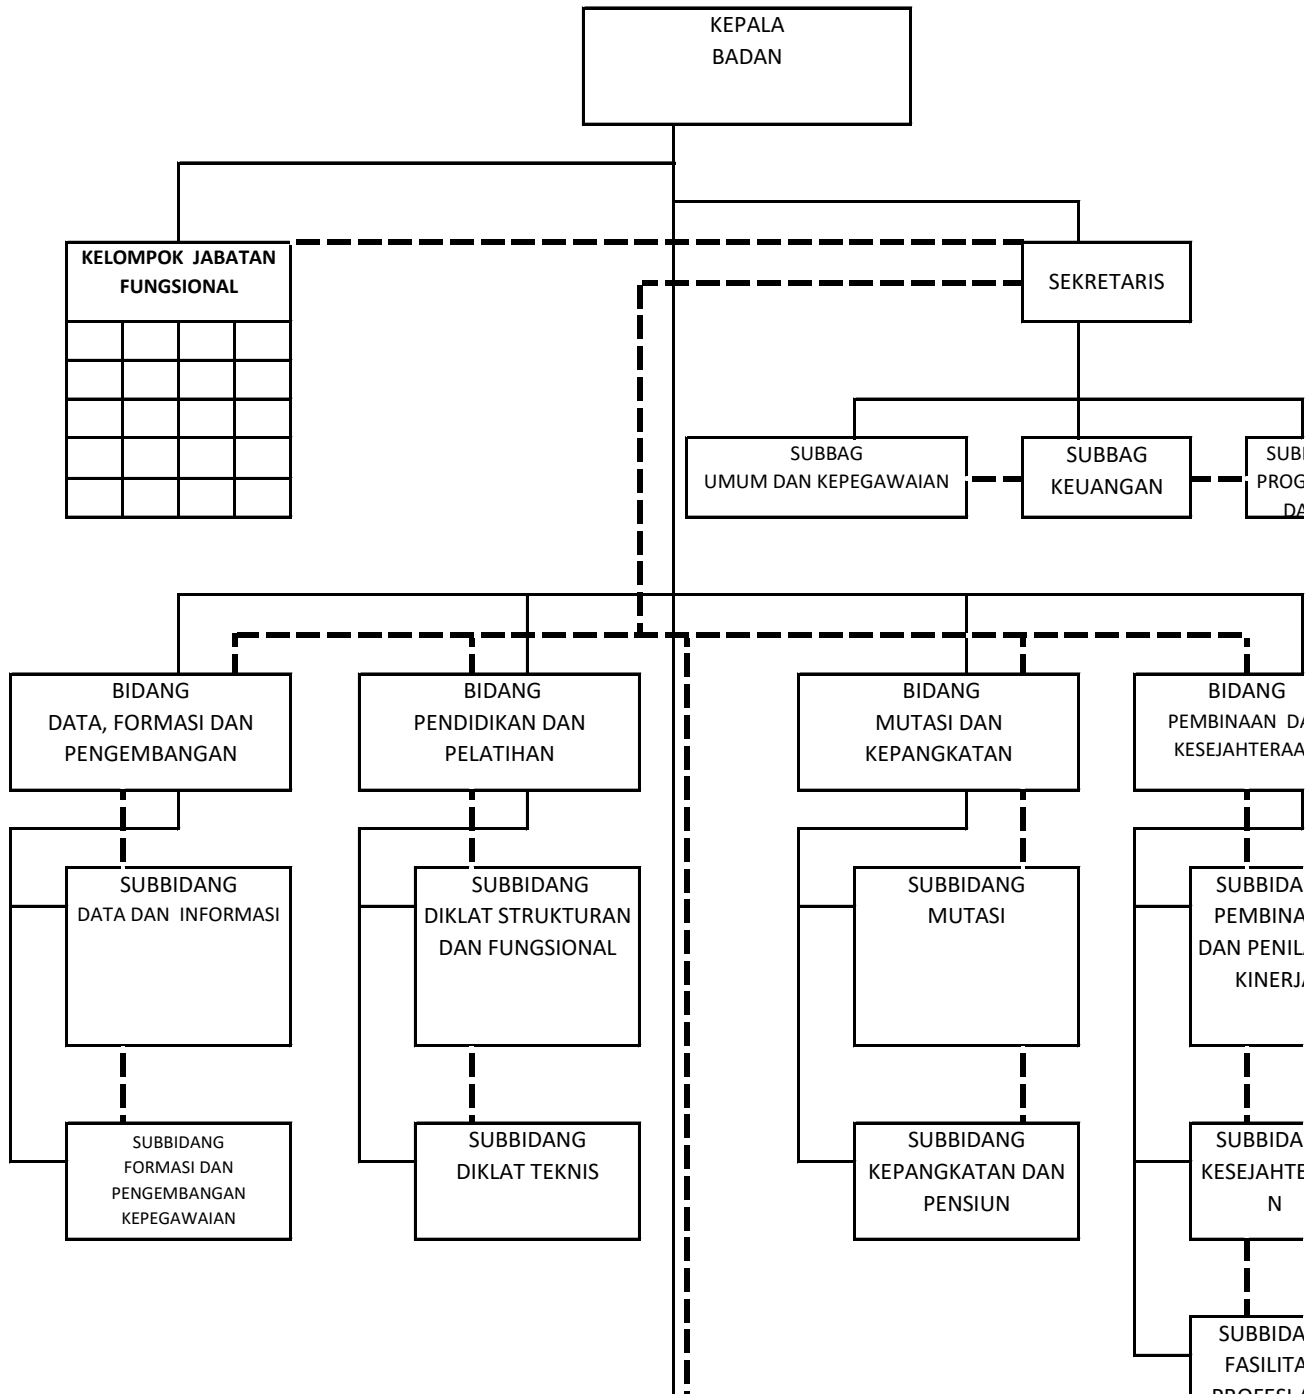 KEPALA
BADAN
KELOMPOK JABATAN
FUNGSIONAL
SEKRETARIS
SUBBAG
UMUM DAN KEPEGAWAIAN
SUBBAG
KEUANGAN
BIDANG
DATA, FORMASI DAN
PENGEMBANGAN
BIDANG
PENDIDIKAN DAN
PELATIHAN
BIDANG
MUTASI DAN
KEPANGKATAN
BIDANG
PEMBINAAN
SUBBIDANG
DATA DAN INFORMASI
SUBBIDANG
DIKLAT STRUKTURAN
DAN FUNGSIONAL
SUBBIDANG
MUTASI
DAN
SUBBIDANG
FORMASI DAN
PENGEMBANGAN
KEPEGAWAIAN
SUBBIDANG
DIKLAT TEKNIS
SUBBIDANG
KEPANGKATAN DAN
PENSIUN
N